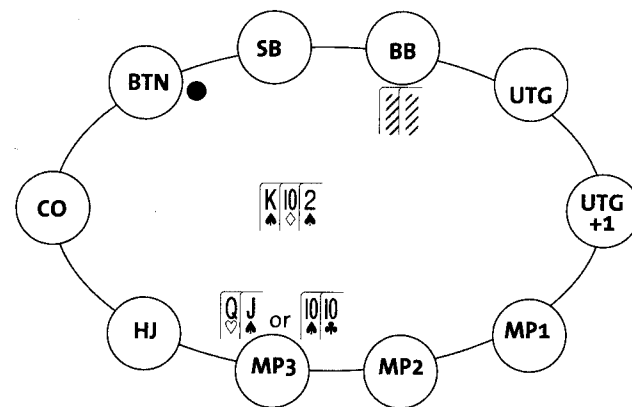 SB
BB
BTN
UTG
CO
K♠ 10♢ 2♠
UTG
+1
Q♡ J♠ or 10♠ 10♣
HJ
MP3
MP2
MP1